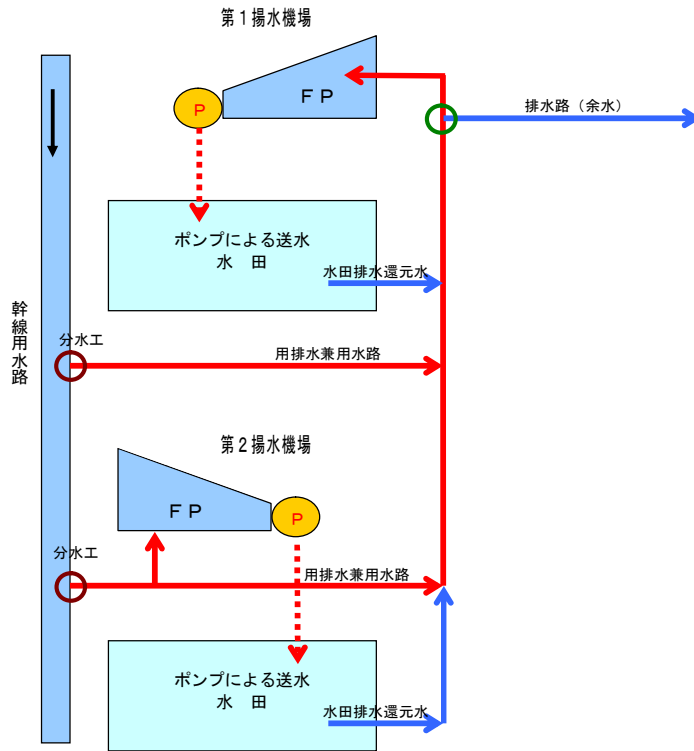 第１揚水機場
ＦＰ
P
排水路（余水）
ポンプによる送水
水　田
水田排水還元水
幹線用水路
分水工
用排水兼用水路
第２揚水機場
ＦＰ
P
分水工
用排水兼用水路
ポンプによる送水
水　田
水田排水還元水